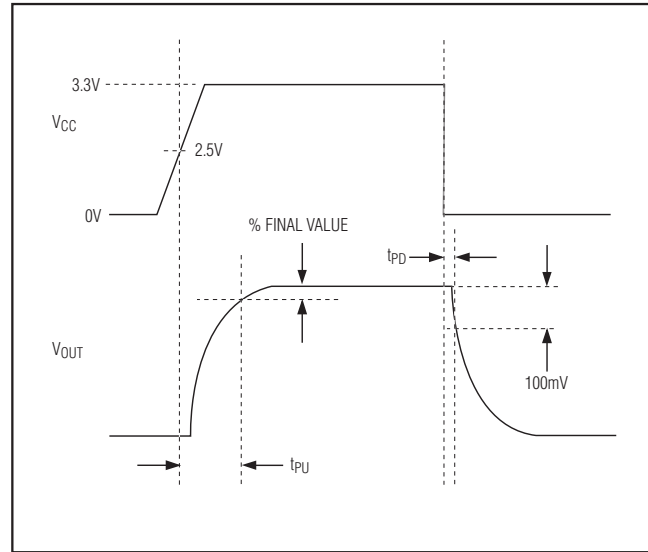 3.3V
VCC
2.5V
0V
% FINAL VALUE
tPD
VOUT
100mV
tPU